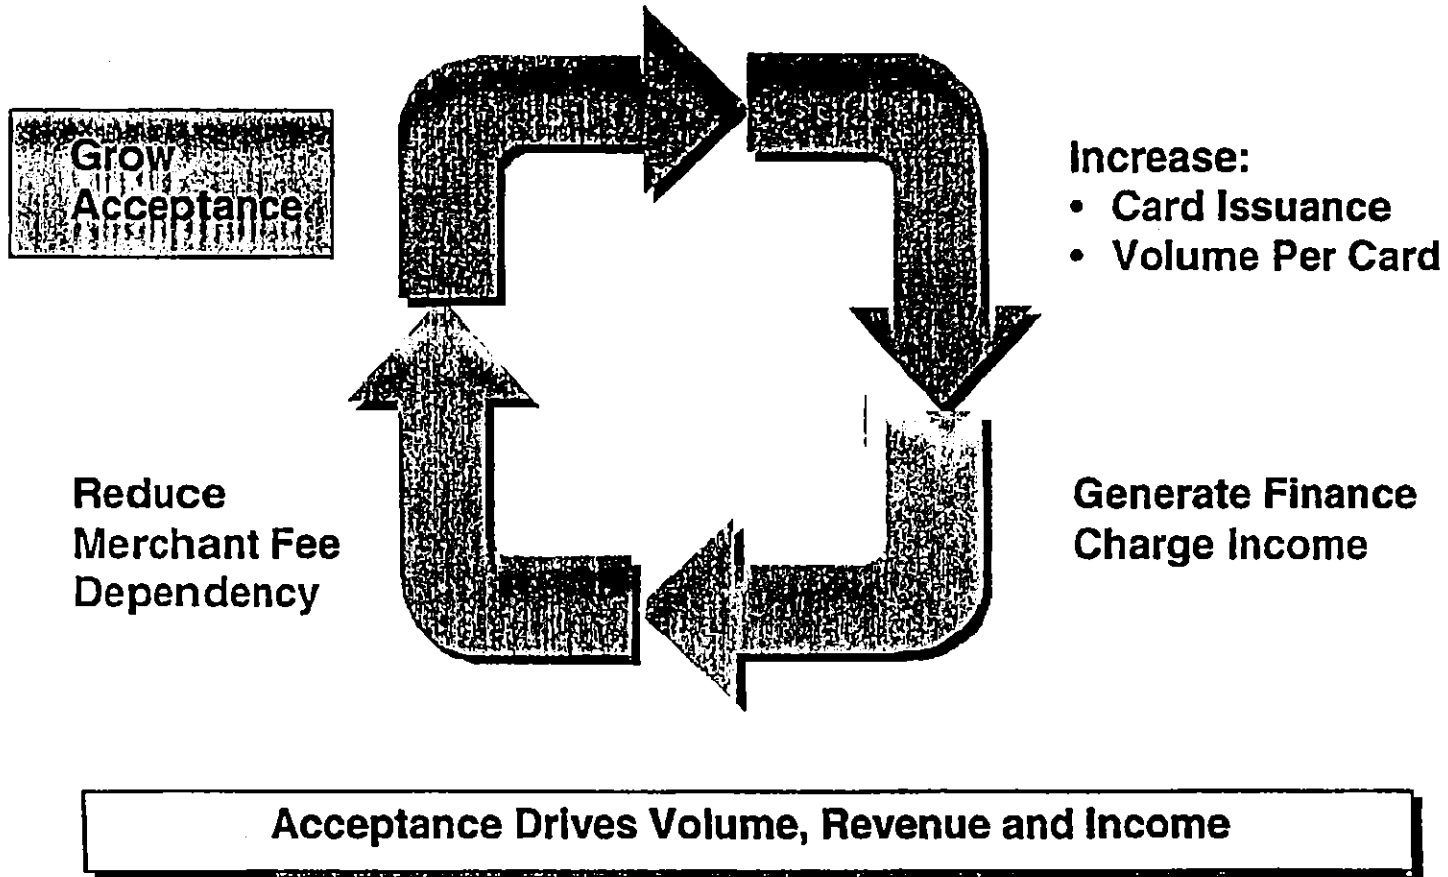 Grow
Acceptance
Increase:
• Card Issuance
• Volume Per Card
Reduce
Merchant Fee
Dependency
Generate Finance
Charge Income
Acceptance Drives Volume, Revenue and Income